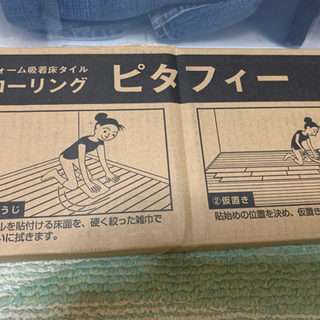 ォーム吸着床タイル
ローリング ピタフィー
うじ
ルを貼付ける床面を、硬く絞った雑巾で
いに拭きます。
②仮置き
貼始めの位置を決め、仮置き